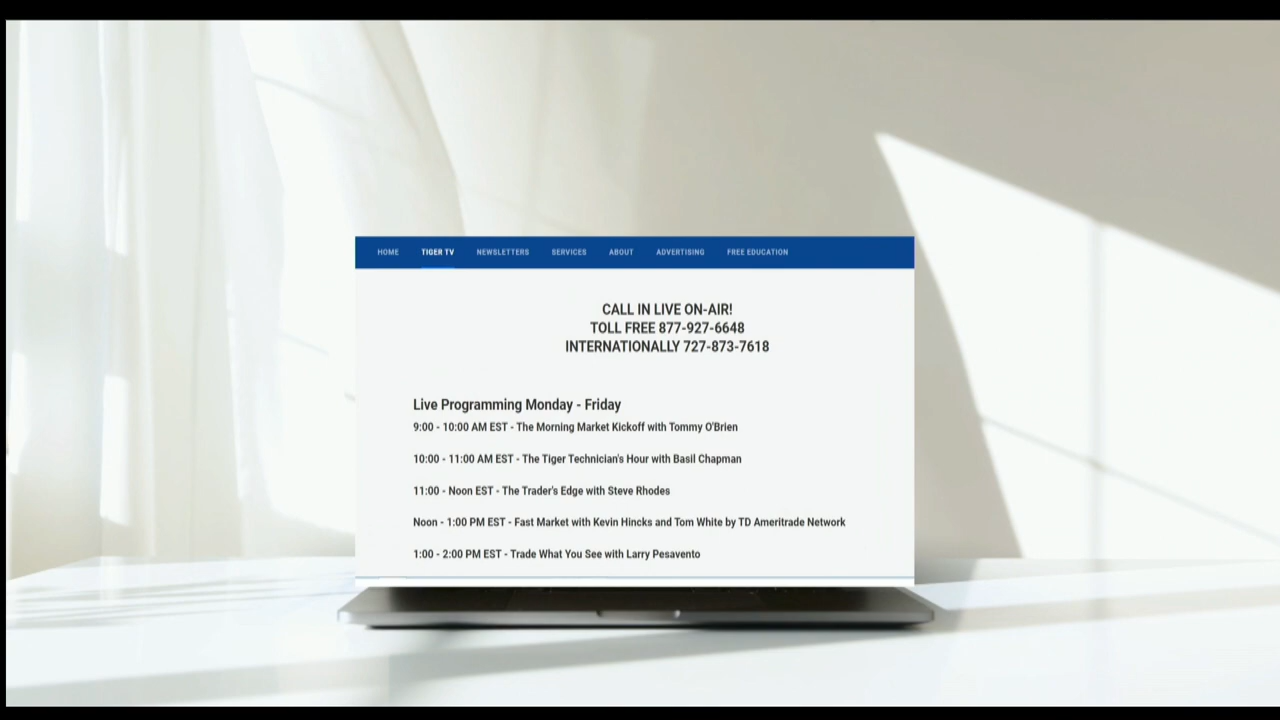 HOME TIGER TV NEWSLETTERS SERVICES ABOUT ADVERTISING FREE EDUCATION
CALL IN LIVE ON-AIR!
TOLL FREE 877-927-6648
INTERNATIONALLY 727-873-7618
Live Programming Monday - Friday
9:00 - 10:00 AM EST - The Morning Market Kickoff with Tommy O'Brien
10:00 - 11:00 AM EST - The Tiger Technician's Hour with Basil Chapman
11:00 - Noon EST - The Trader's Edge with Steve Rhodes
Noon - 1:00 PM EST - Fast Market with Kevin Hincks and Tom White by TD Ameritrade Network
1:00 - 2:00 PM EST - Trade What You See with Larry Pesavento